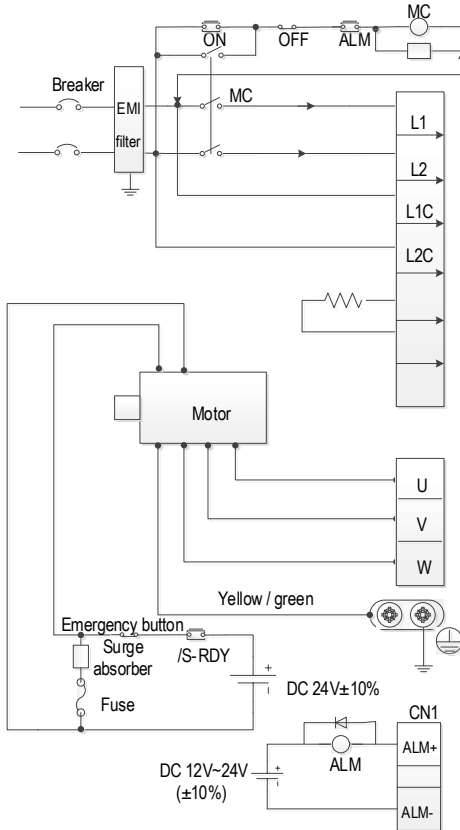 MC
ON
OFF
ALM
Breaker
EMI
filter
MC
L1
L2
L1C
L2C
Motor
U
V
W
Yellow / green
Emergency button
Surge
absorber
/S-RDY
Fuse
+
−
DC 24V±10%
CN1
ALM+
ALM
DC 12V~24V
(±10%)
+
−
ALM-